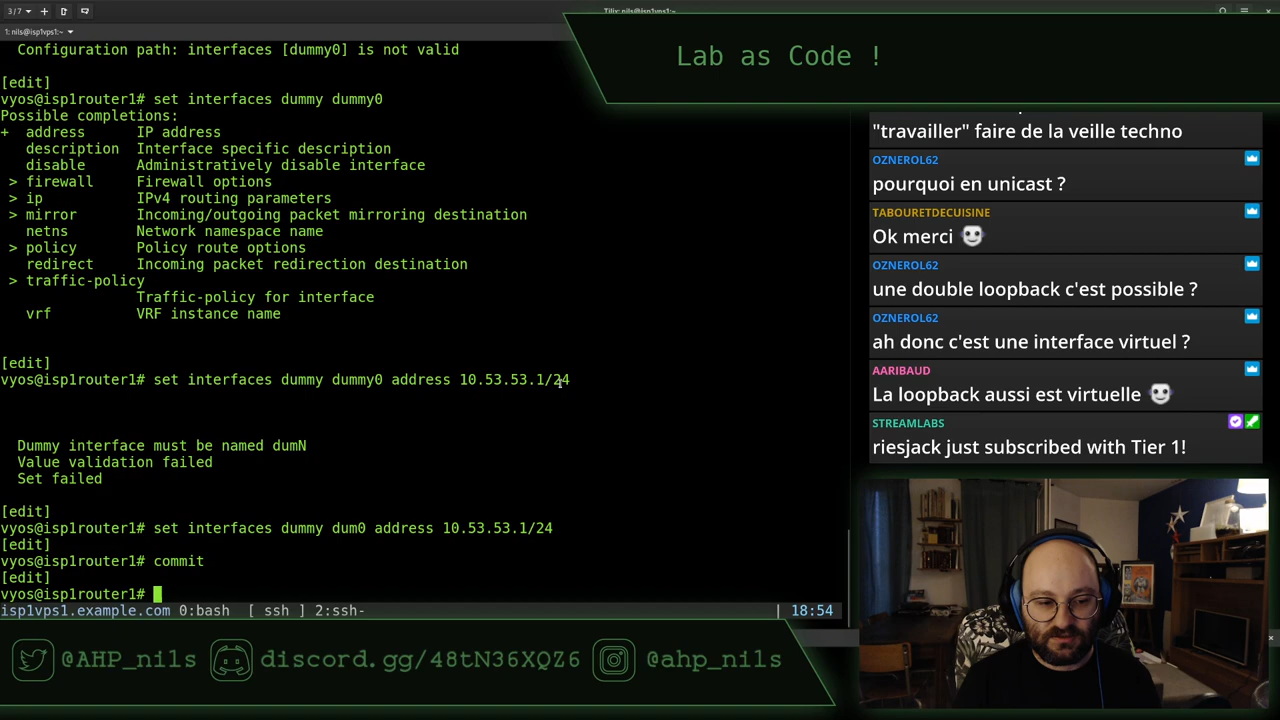 3/7
Tilix: nils@isp1vps1:~
1: nils@isp1vps1:~
Configuration path: interfaces [dummy0] is not valid
[edit]
vyos@isp1router1# set interfaces dummy dummy0
Possible completions:
+ address IP address
description Interface specific description
disable Administratively disable interface
> firewall Firewall options
> ip IPv4 routing parameters
> mirror Incoming/outgoing packet mirroring destination
netns Network namespace name
> policy Policy route options
redirect Incoming packet redirection destination
> traffic-policy
Traffic-policy for interface
vrf VRF instance name
[edit]
vyos@isp1router1# set interfaces dummy dummy0 address 10.53.53.1/24
Dummy interface must be named dumN
Value validation failed
Set failed
[edit]
vyos@isp1router1# set interfaces dummy dum0 address 10.53.53.1/24
[edit]
vyos@isp1router1# commit
[edit]
vyos@isp1router1#
isp1vps1.example.com 0:bash [ ssh ] 2:ssh- | 18:54
Lab as Code !
"travailler" faire de la veille techno
OZNEROL62
pourquoi en unicast ?
TABOURETDECUISINE
Ok merci
OZNEROL62
une double loopback c'est possible ?
OZNEROL62
ah donc c'est une interface virtuel ?
AARIBAUD
La loopback aussi est virtuelle
STREAMLABS
riesjack just subscribed with Tier 1!
@AHP_nils discord.gg/48tN36XQZ6 @ahp_nils